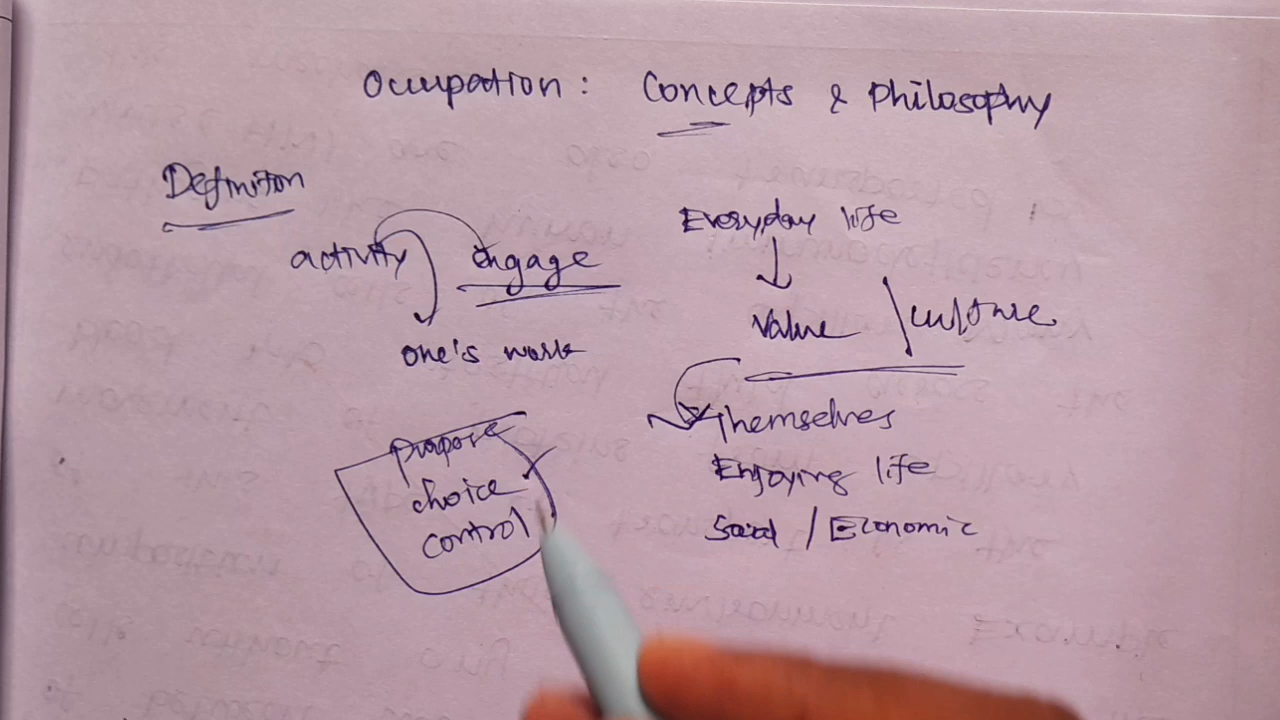 Occupation : Concepts & Philosophy
Definition
activity engage
one's work
purpose
choice
control
Everyday life
Value / culture
themselves
Enjoying life
Social / Economic